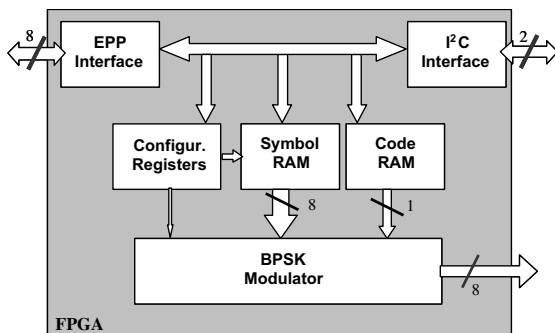 8
EPP
Interface
I²C
Interface
2
Configur.
Registers
Symbol
RAM
Code
RAM
8
1
BPSK
Modulator
8
FPGA